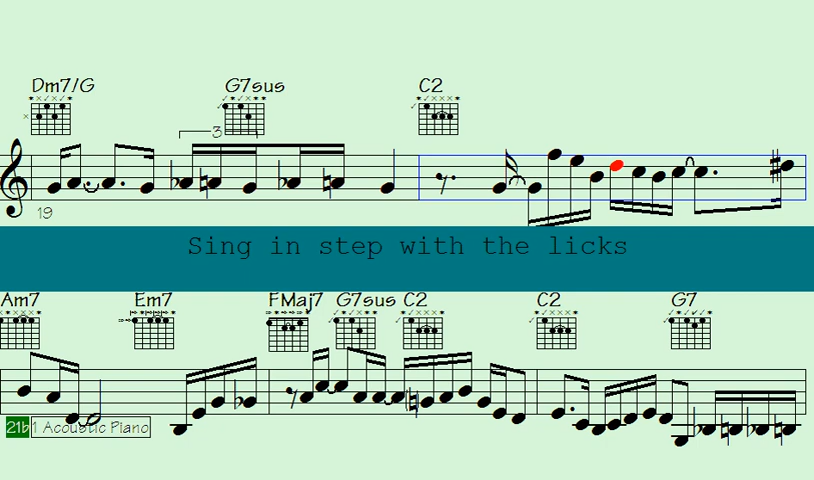 Dm7/G G7sus C2
3
19
Sing in step with the licks
Am7 Em7 FMaj7 G7sus C2 C2 G7
21b 1 Acoustic Piano